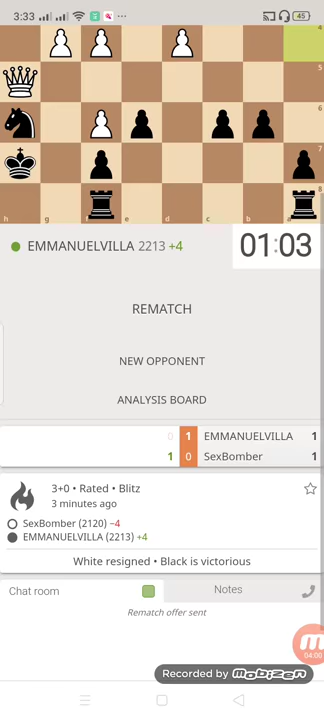 3:33
45
4
5
6
7
8
h g f e d c b a
EMMANUELVILLA 2213 +4
01:03
REMATCH
NEW OPPONENT
ANALYSIS BOARD
0 1 EMMANUELVILLA 1
1 0 SexBomber 1
3+0 • Rated • Blitz
3 minutes ago
SexBomber (2120) −4
EMMANUELVILLA (2213) +4
White resigned • Black is victorious
Chat room
Notes
Rematch offer sent
04:00
Recorded by mobizen